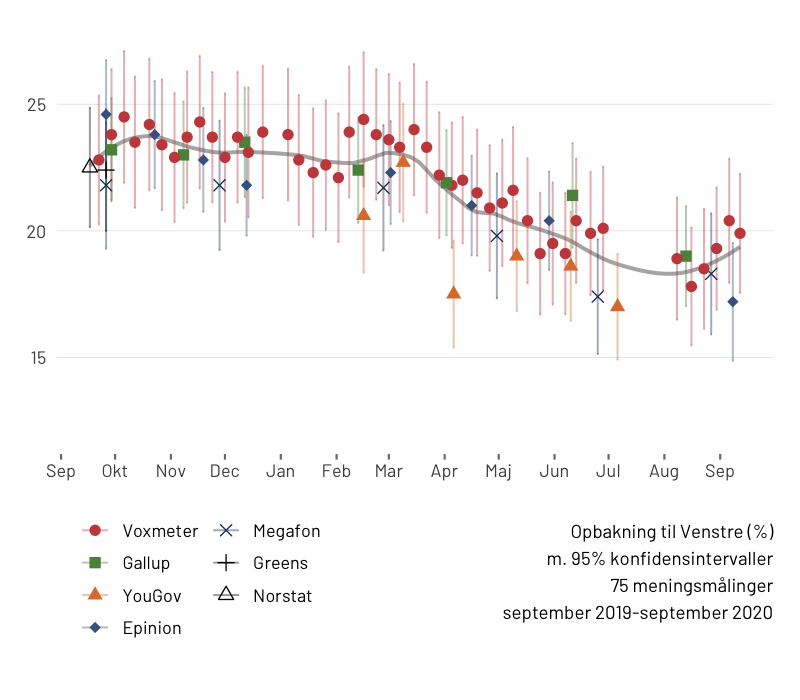 25
20
15
Sep Okt Nov Dec Jan Feb Mar Apr Maj Jun Jul Aug Sep
Voxmeter
Gallup
YouGov
Epinion
Megafon
Greens
Norstat
Opbakning til Venstre (%)
m. 95% konfidensintervaller
75 meningsmålinger
september 2019-september 2020